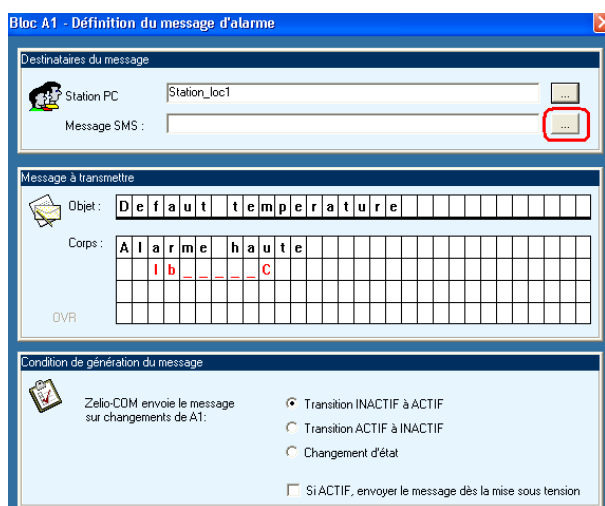 Bloc A1 - Définition du message d'alarme
Destinataires du message
Station PC
Station_loc1
...
Message SMS :
...
Message à transmettre
Objet : Defaut temperature
Corps : Alarme haute
Ib_____C
OVR
Condition de génération du message
Zelio-COM envoie le message
sur changements de A1:
Transition INACTIF à ACTIF
Transition ACTIF à INACTIF
Changement d'état
Si ACTIF, envoyer le message dès la mise sous tension